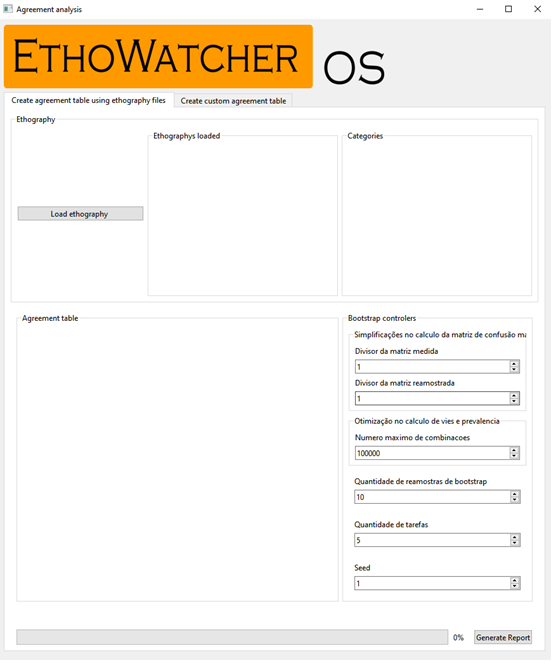 Agreement analysis
ETHOWATCHER OS
Create agreement table using ethography files
Create custom agreement table
Ethography
Ethographys loaded
Categories
Load ethography
Agreement table
Bootstrap controlers
Simplificações no calculo da matriz de confusão ma
Divisor da matriz medida
1
Divisor da matriz reamostrada
1
Otimização no calculo de vies e prevalencia
Numero maximo de combinacoes
100000
Quantidade de reamostras de bootstrap
10
Quantidade de tarefas
5
Seed
1
0%
Generate Report